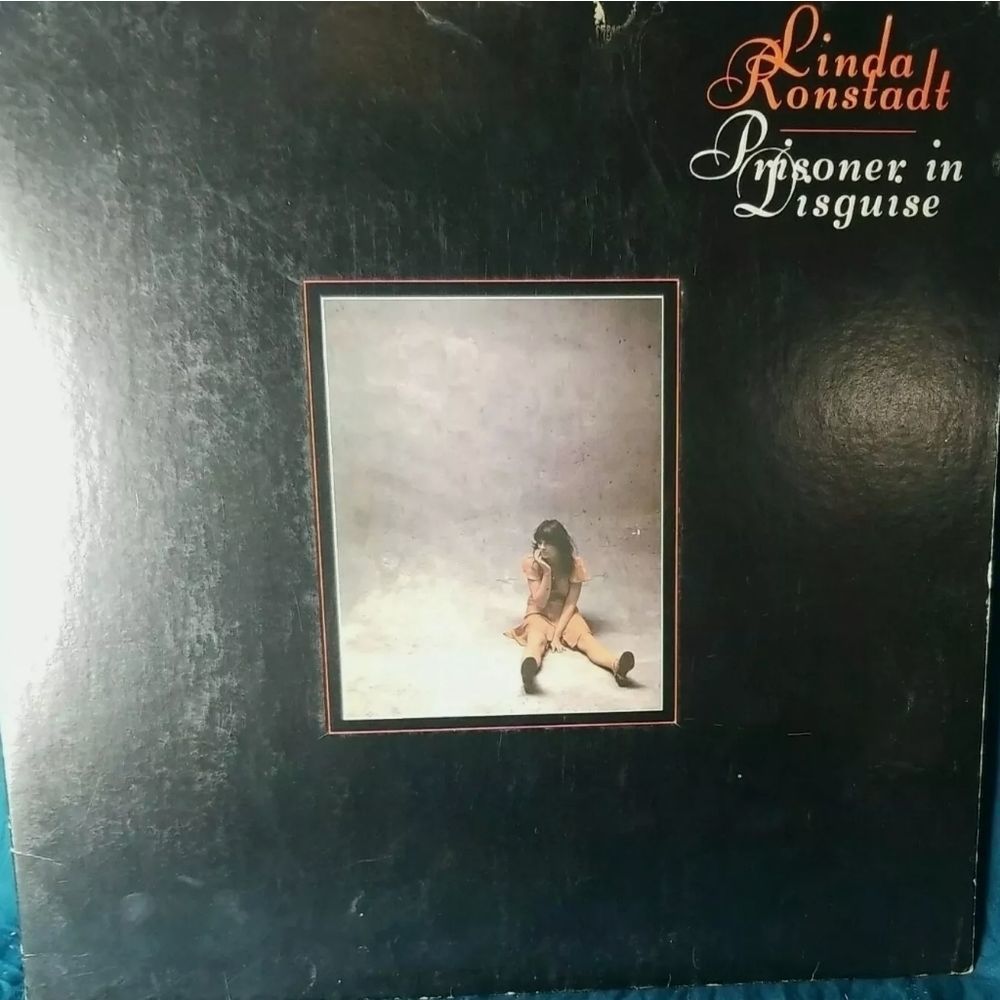 Linda
Ronstadt
Prisoner in
Disguise